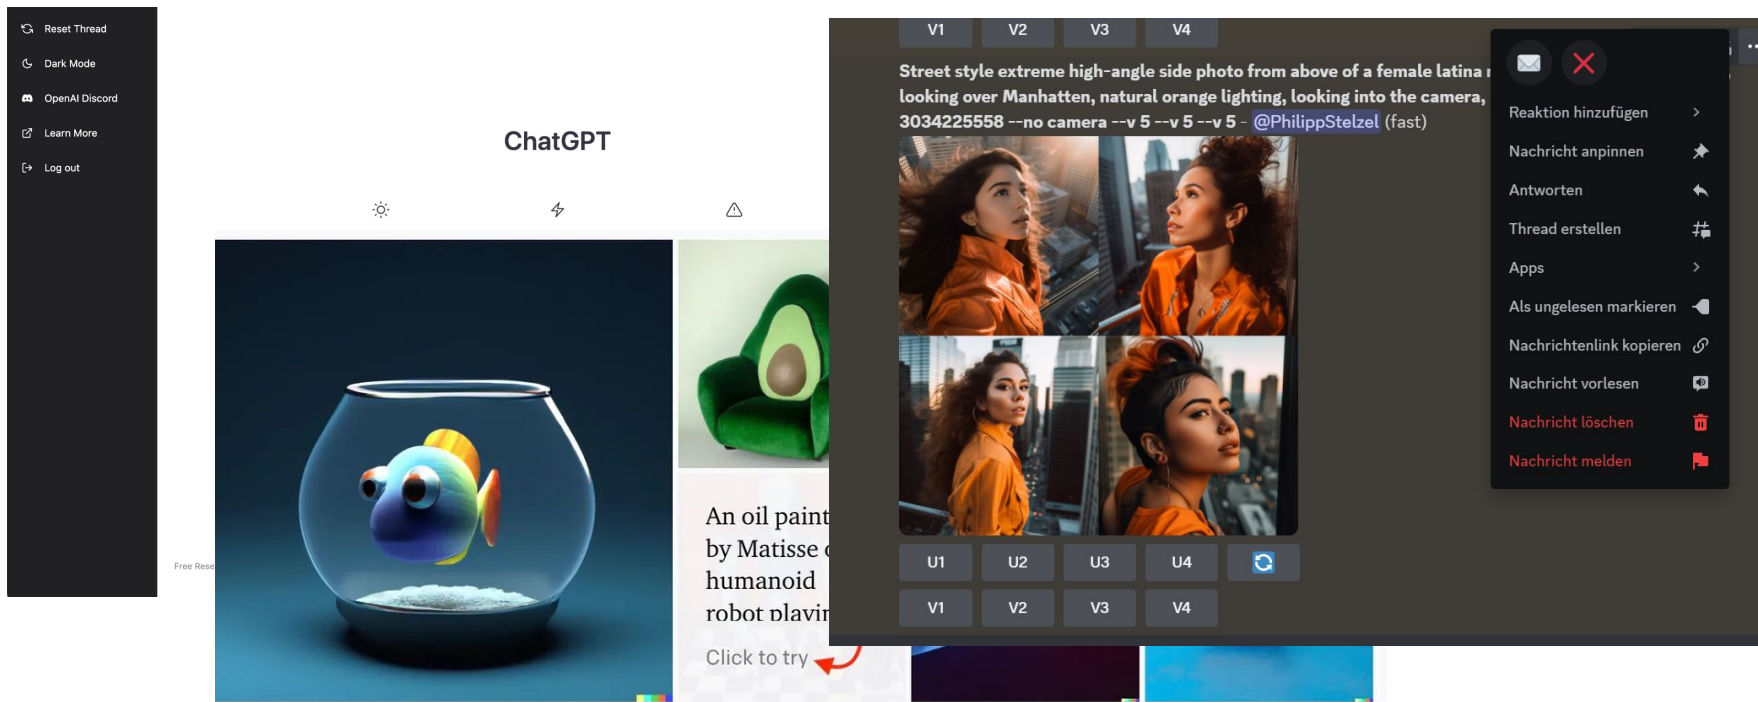 Reset Thread
Dark Mode
OpenAI Discord
Learn More
Log out
ChatGPT
Free Rese
An oil paint
by Matisse
humanoid
robot playin
Click to try
V1 V2 V3 V4
Street style extreme high-angle side photo from above of a female latina
looking over Manhatten, natural orange lighting, looking into the camera,
3034225558 --no camera --v 5 --v 5 --v 5 - @PhilippStelzel (fast)
U1 U2 U3 U4
V1 V2 V3 V4
Reaktion hinzufügen
Nachricht anpinnen
Antworten
Thread erstellen
Apps
Als ungelesen markieren
Nachrichtenlink kopieren
Nachricht vorlesen
Nachricht löschen
Nachricht melden